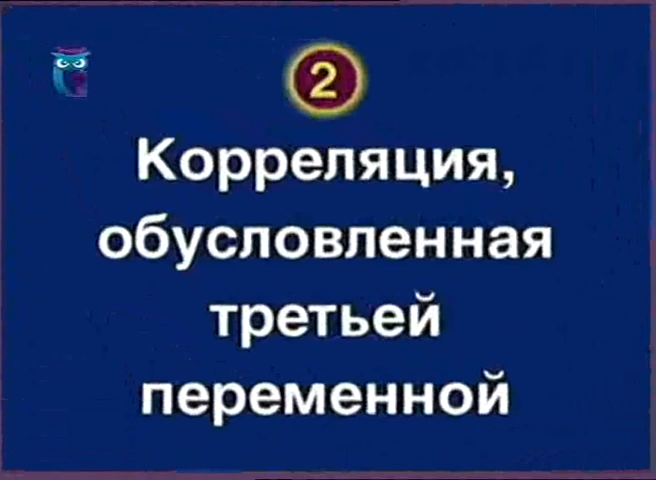 2
Корреляция,
обусловленная
третьей
переменной